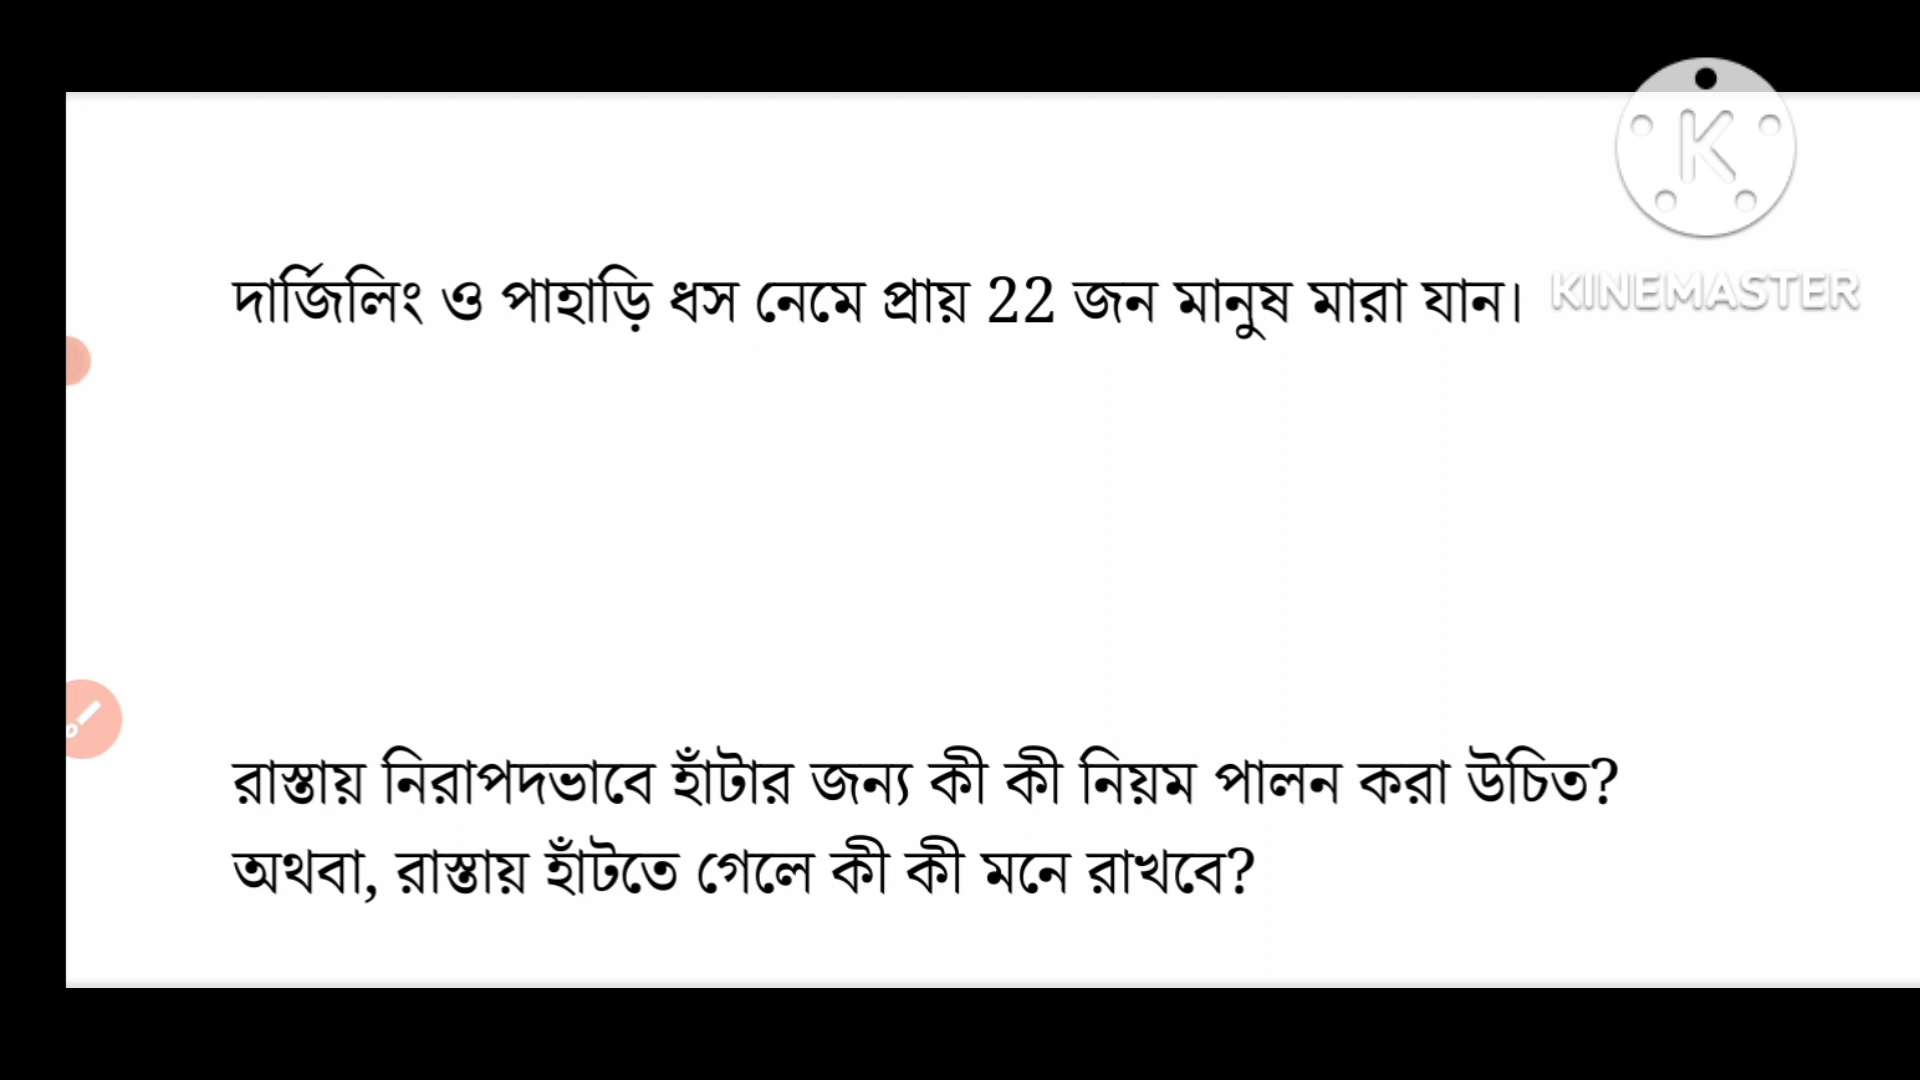 K
KINEMASTER
দার্জিলিং ও পাহাড়ি ধস নেমে প্রায় 22 জন মানুষ মারা যান।
রাস্তায় নিরাপদভাবে হাঁটার জন্য কী কী নিয়ম পালন করা উচিত?
অথবা, রাস্তায় হাঁটতে গেলে কী কী মনে রাখবে?